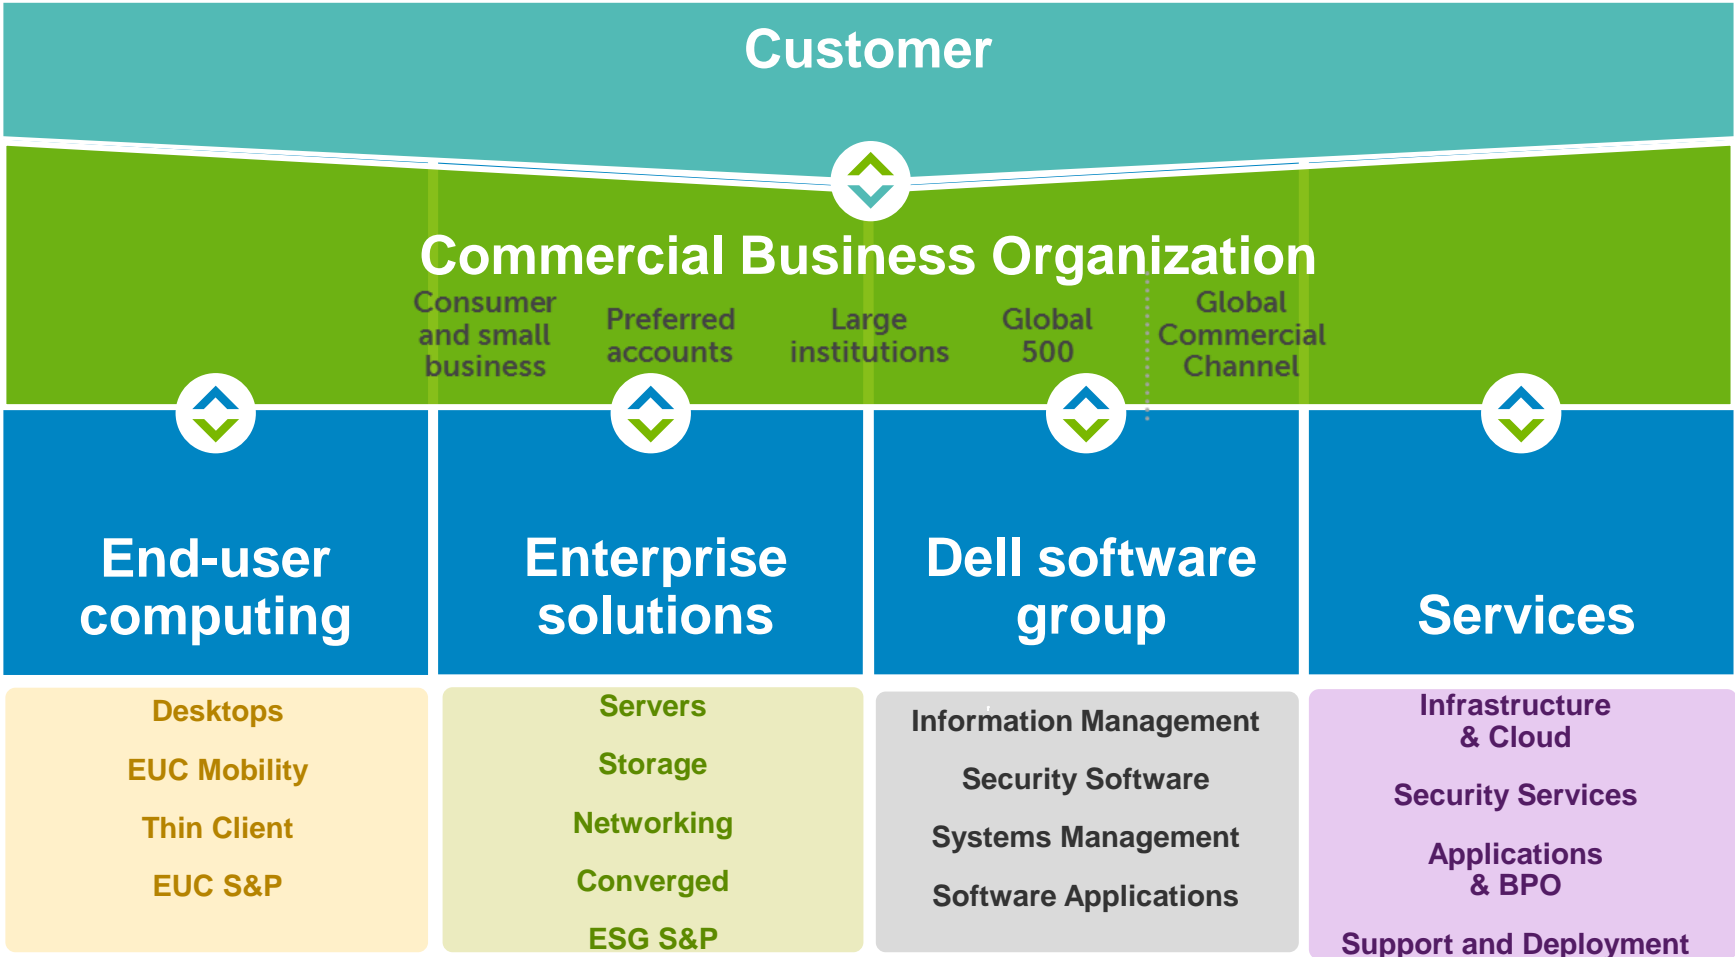 Customer
Commercial Business Organization
Consumer
and small
business
Preferred
accounts
Large
institutions
Global
500
Global
Commercial
Channel
End-user
computing
Enterprise
solutions
Dell software
group
Services
Desktops
EUC Mobility
Thin Client
EUC S&P
Servers
Storage
Networking
Converged
ESG S&P
Information Management
Security Software
Systems Management
Software Applications
Infrastructure
& Cloud
Security Services
Applications
& BPO
Support and Deployment